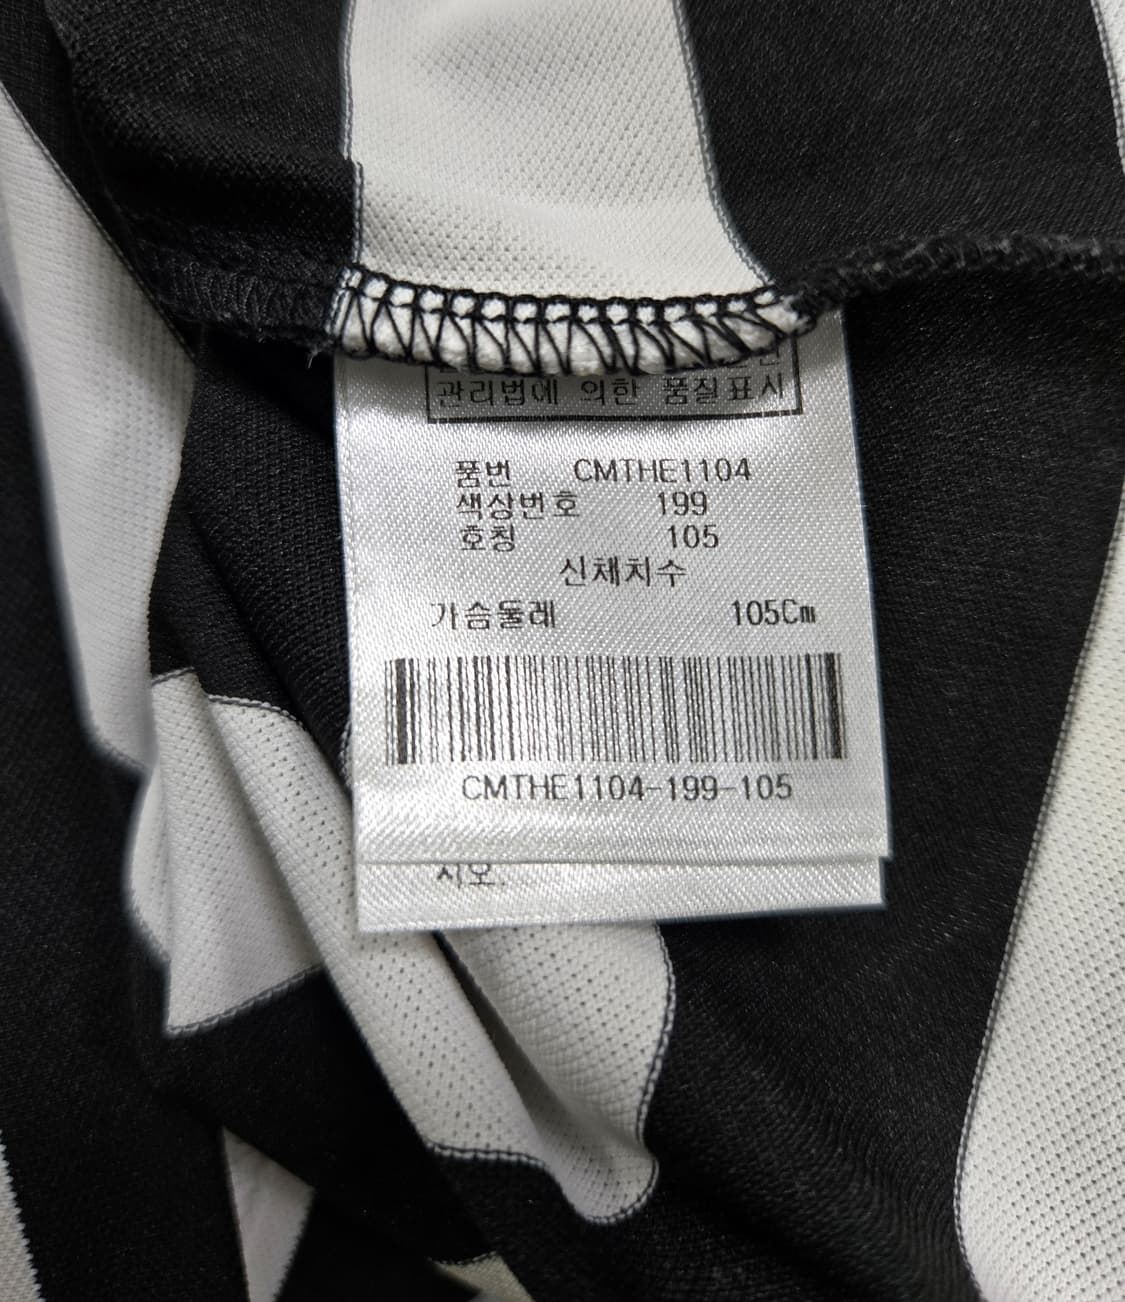 관리법에 의한 품질표시
품번 CMTHE1104
색상번호 199
호칭 105
신체치수
가슴둘레 105Cm
CMTHE1104-199-105
시오.